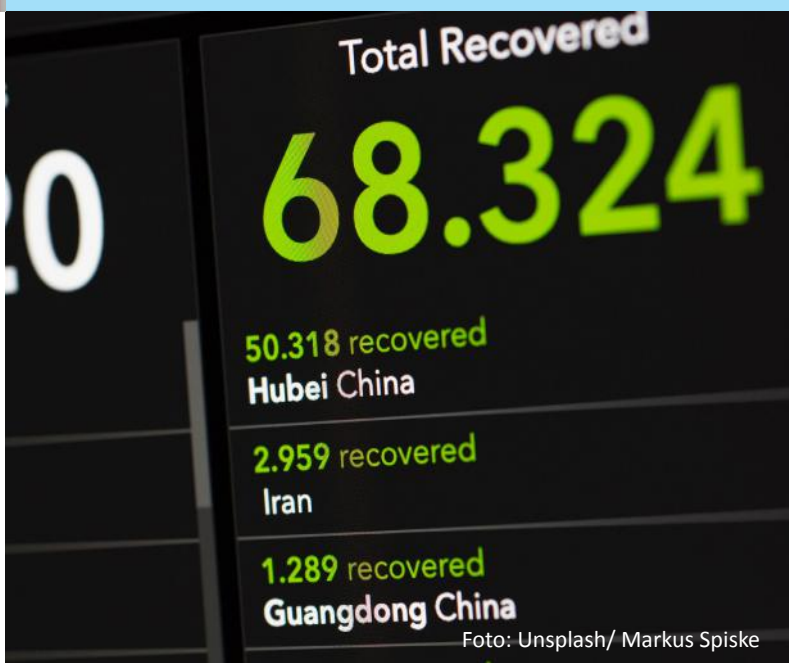 Total Recovered
68.324
50.318 recovered
Hubei China
2.959 recovered
Iran
1.289 recovered
Guangdong China
Foto: Unsplash/ Markus Spiske